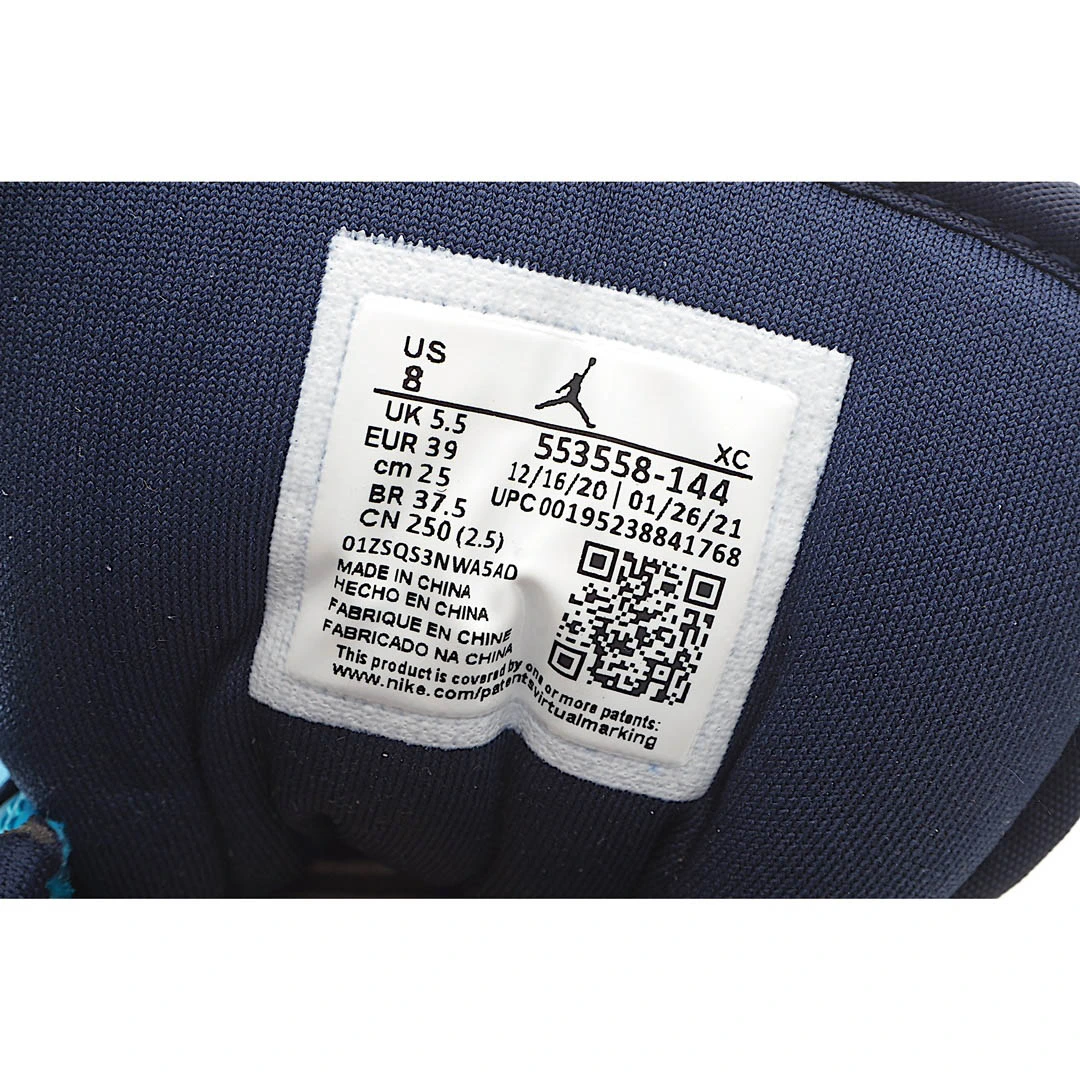 US
8
XC
UK 5.5
EUR 39
cm 25
BR 37.5
CN 250 (2.5)
553558-144
12/16/20 | 01/26/21
UPC00195238841768
01ZSQS3NWA5AD
MADE IN CHINA
HECHO EN CHINA
FABRIQUE EN CHINE
FABRICADO NA CHINA
This product is covered by one or more patents:
www.nike.com/patentsvirtualmarking